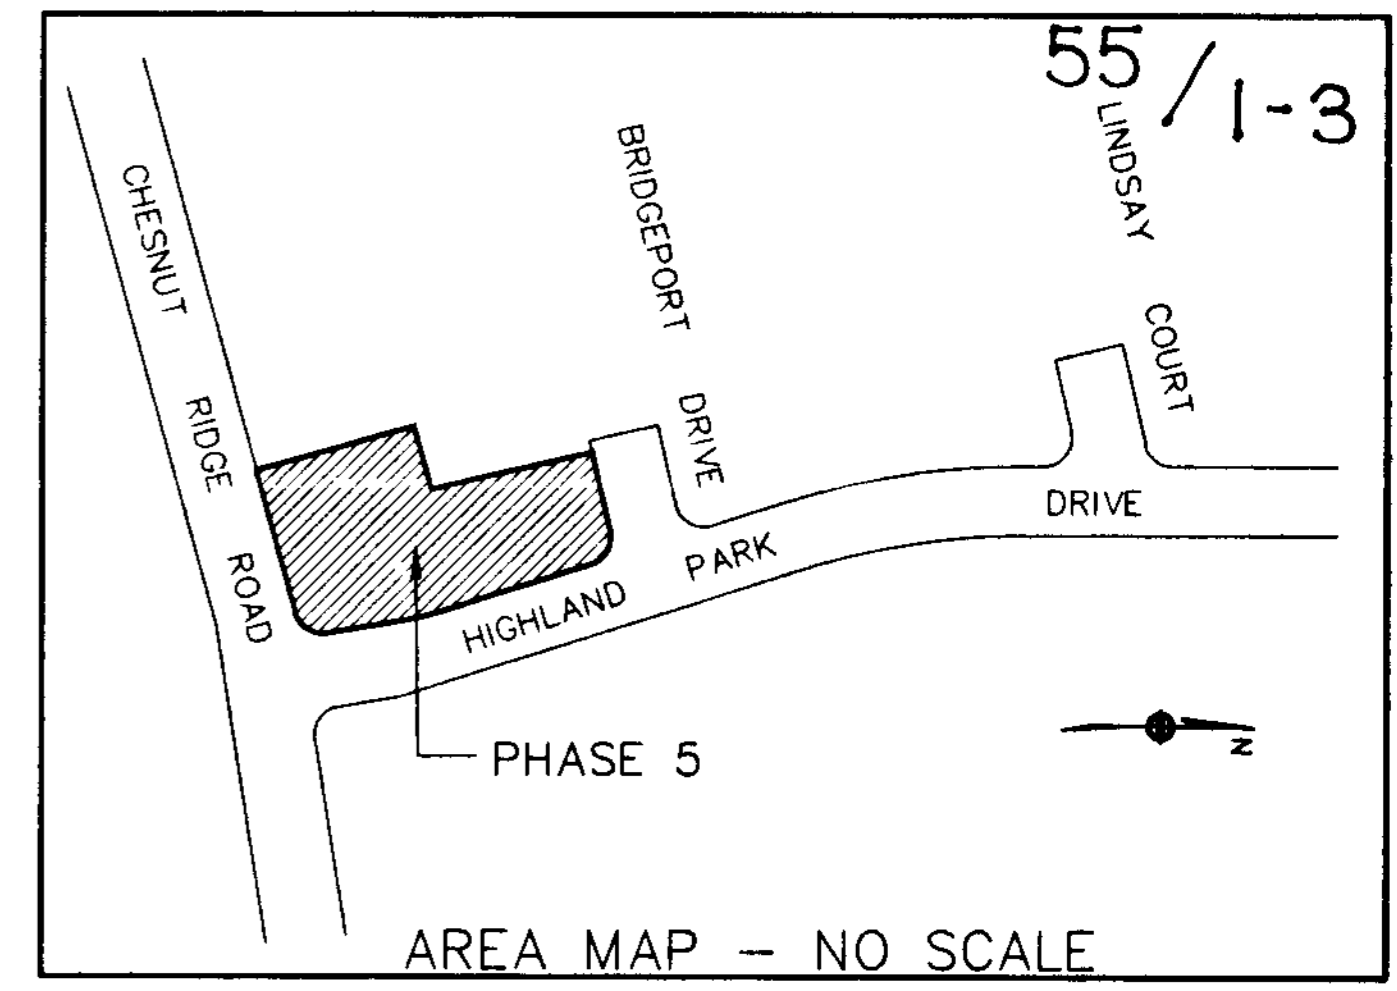 55/1-3
LINDSAY COURT
BRIDGEPORT DRIVE
CHESNUT RIDGE ROAD
HIGHLAND PARK DRIVE
PHASE 5
N
AREA MAP - NO SCALE